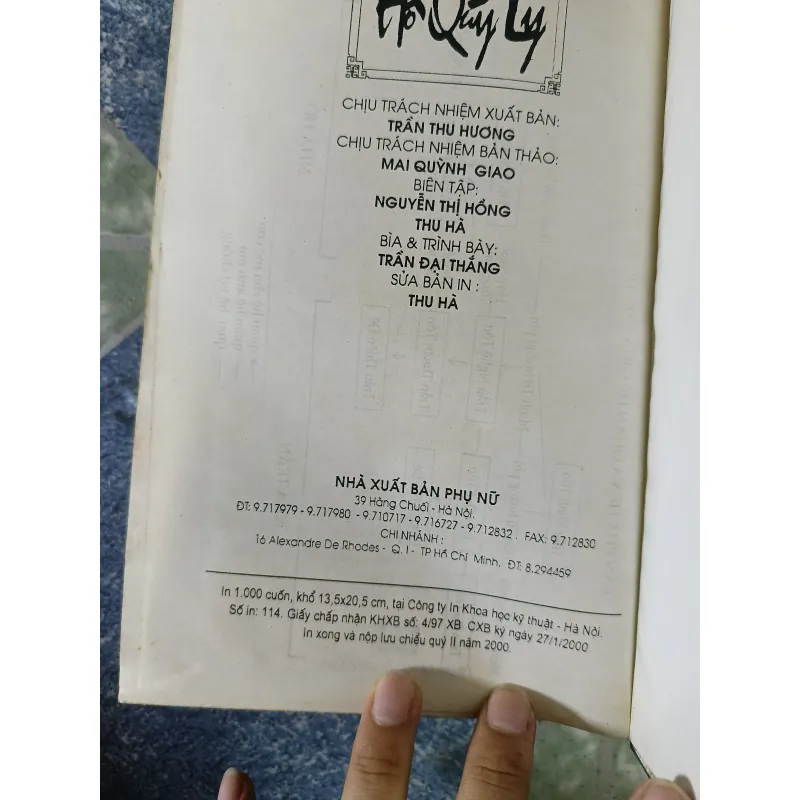 Hồ Quý Ly
CHỊU TRÁCH NHIỆM XUẤT BẢN:
TRẦN THU HƯƠNG
CHỊU TRÁCH NHIỆM BẢN THẢO:
MAI QUỲNH GIAO
BIÊN TẬP:
NGUYỄN THỊ HỒNG
THU HÀ
BÌA & TRÌNH BÀY:
TRẦN ĐẠI THẮNG
SỬA BẢN IN :
THU HÀ
NHÀ XUẤT BẢN PHỤ NỮ
39 Hàng Chuối - Hà Nội.
ĐT: 9.717979 - 9.717980 - 9.710717 - 9.716727 - 9.712832 . FAX: 9.712830
CHI NHÁNH :
16 Alexandre De Rhodes - Q. I - TP Hồ Chí Minh. ĐT: 8.294459
In 1.000 cuốn, khổ 13,5x20,5 cm, tại Công ty In Khoa học kỹ thuật - Hà Nội.
Số in: 114. Giấy chấp nhận KHXB số: 4/97 XB CXB ký ngày 27/1/2000
In xong và nộp lưu chiểu quý II năm 2000.